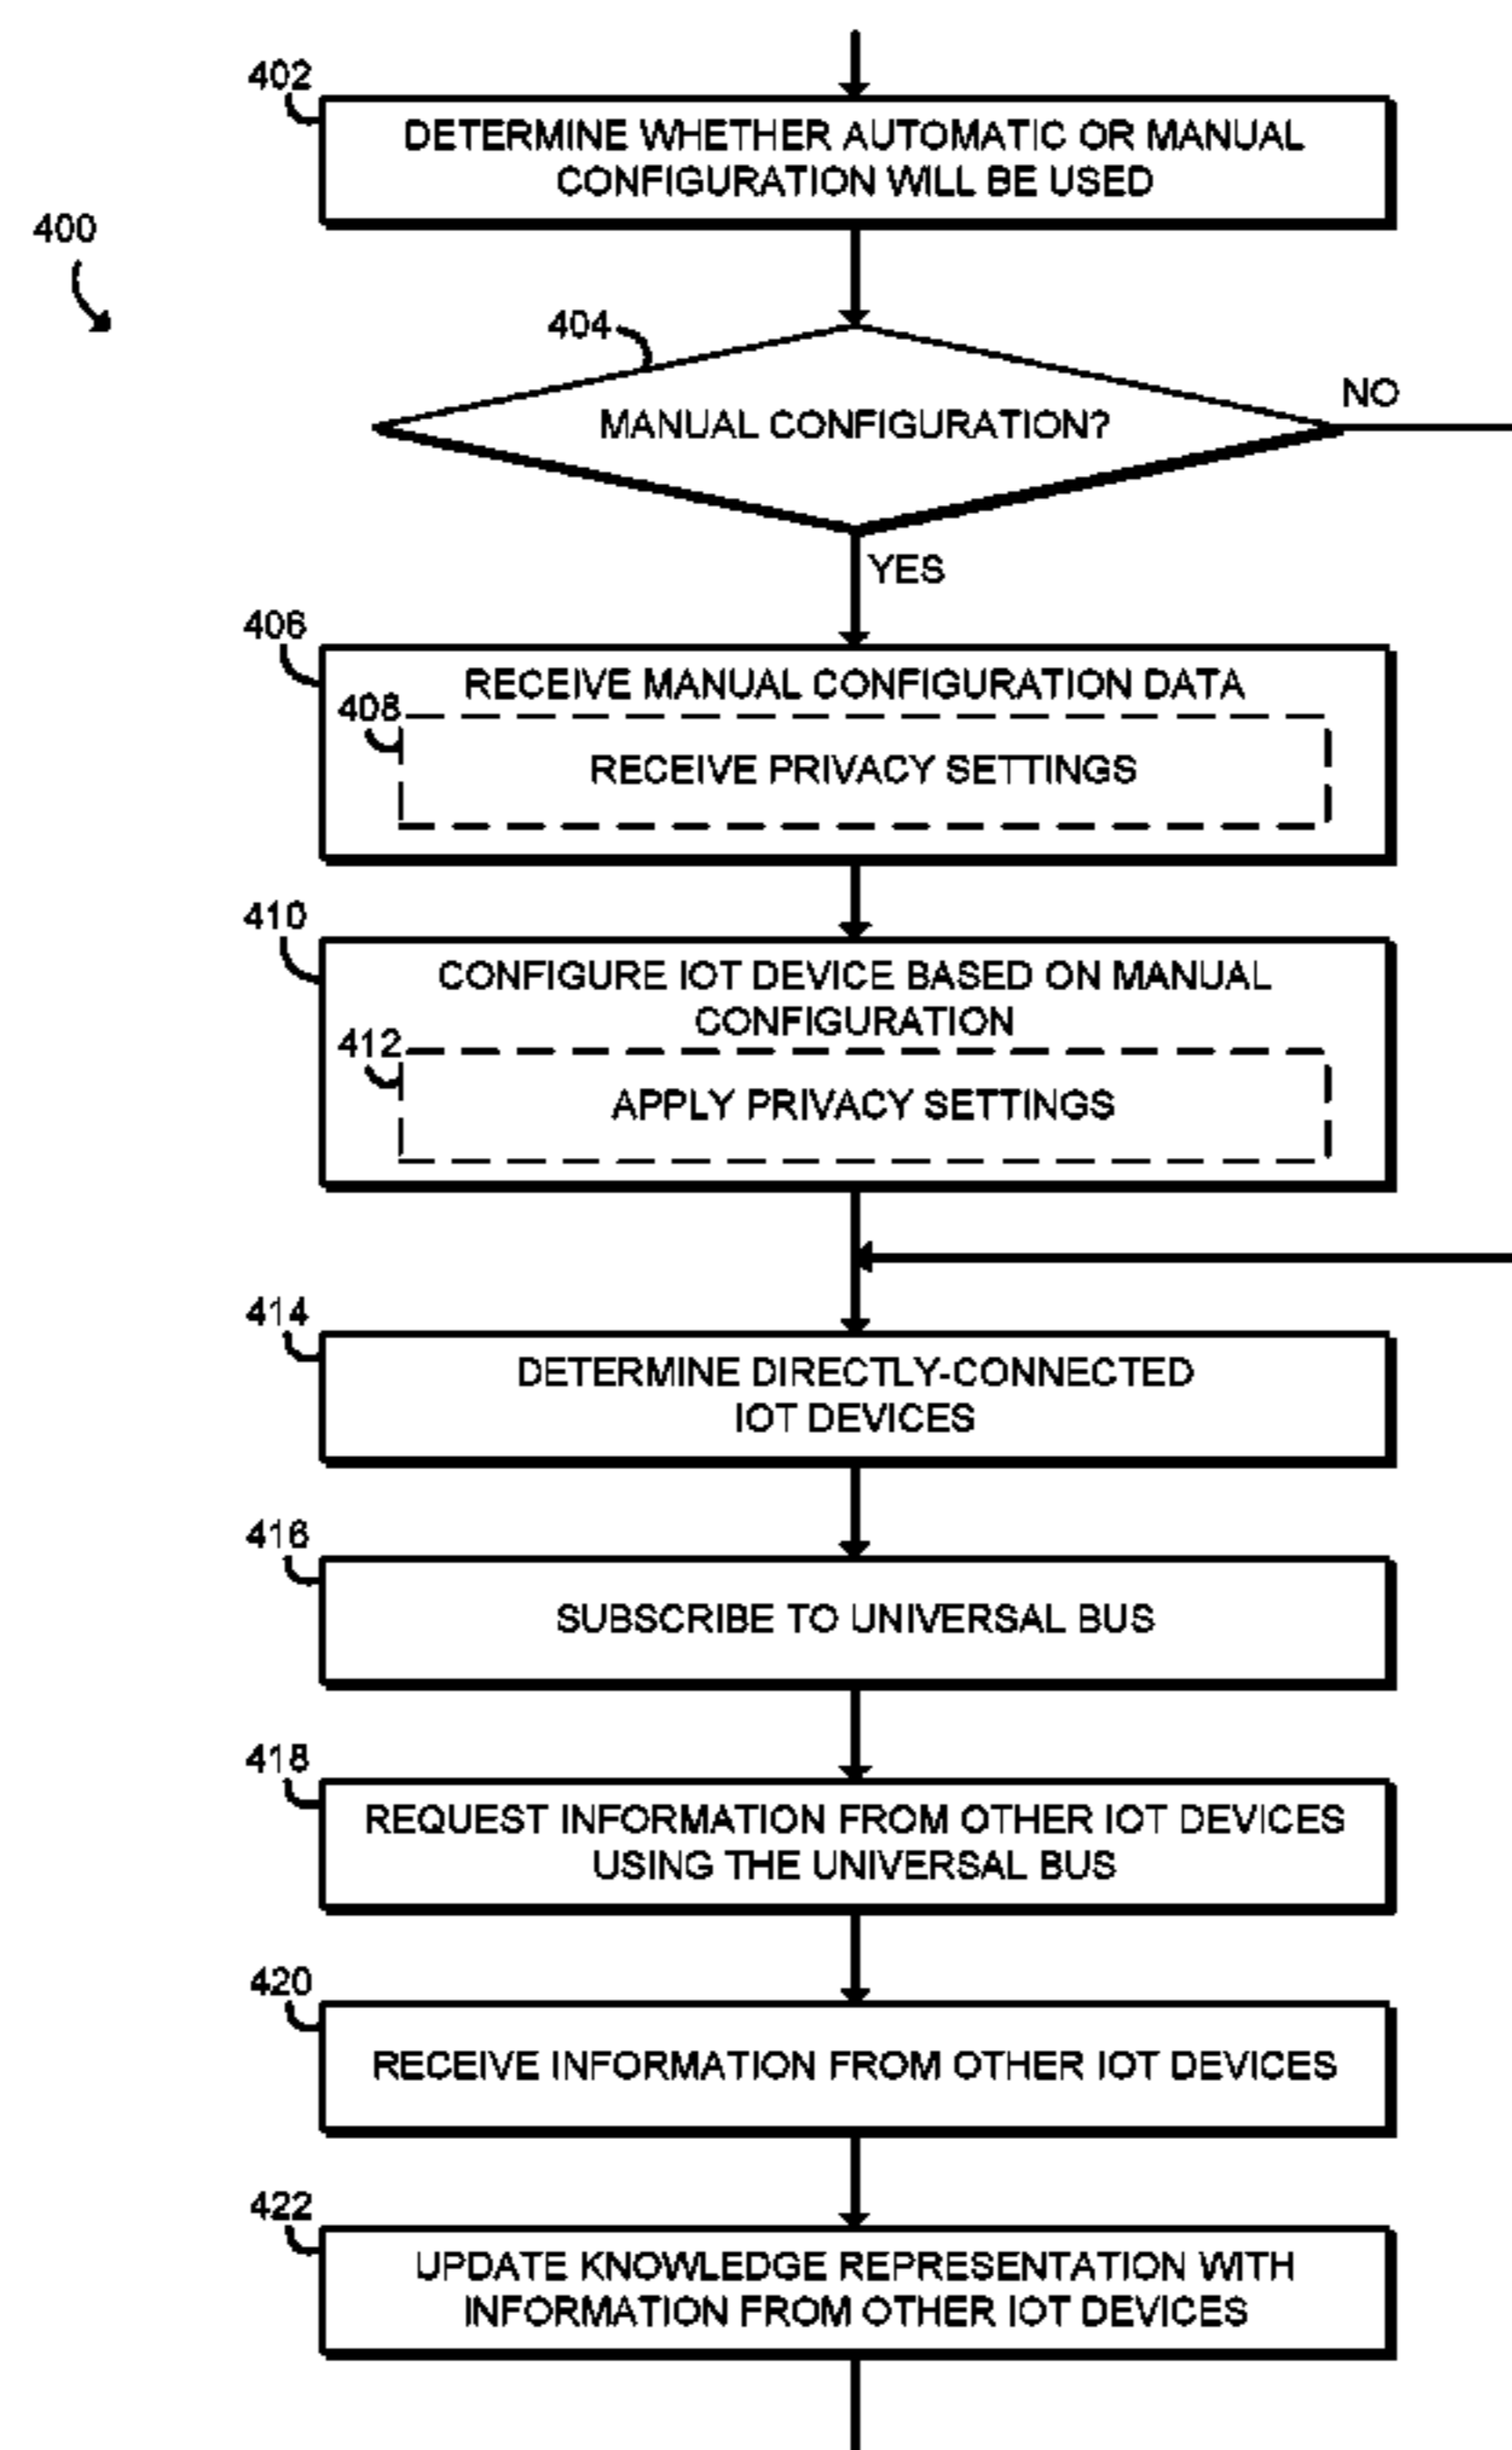 402
DETERMINE WHETHER AUTOMATIC OR MANUAL
CONFIGURATION WILL BE USED
400
404
MANUAL CONFIGURATION?
NO
YES
406
RECEIVE MANUAL CONFIGURATION DATA
408
RECEIVE PRIVACY SETTINGS
410
CONFIGURE IOT DEVICE BASED ON MANUAL
CONFIGURATION
412
APPLY PRIVACY SETTINGS
414
DETERMINE DIRECTLY-CONNECTED
IOT DEVICES
416
SUBSCRIBE TO UNIVERSAL BUS
418
REQUEST INFORMATION FROM OTHER IOT DEVICES
USING THE UNIVERSAL BUS
420
RECEIVE INFORMATION FROM OTHER IOT DEVICES
422
UPDATE KNOWLEDGE REPRESENTATION WITH
INFORMATION FROM OTHER IOT DEVICES